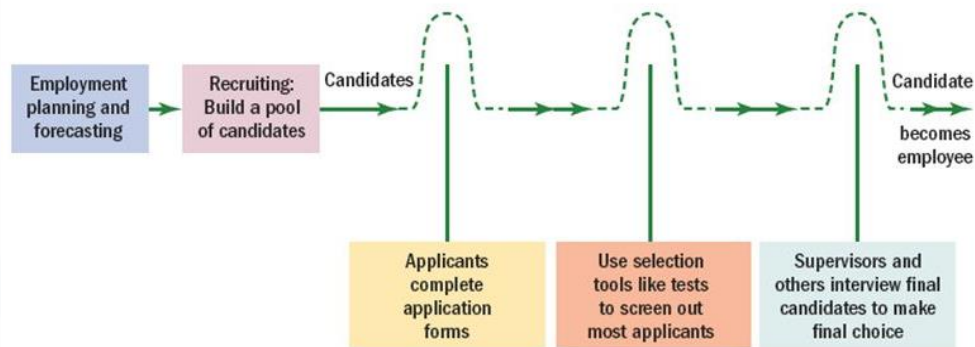 Employment
planning and
forecasting
Recruiting:
Build a pool
of candidates
Candidates
Candidate
becomes
employee
Applicants
complete
application
forms
Use selection
tools like tests
to screen out
most applicants
Supervisors and
others interview final
candidates to make
final choice